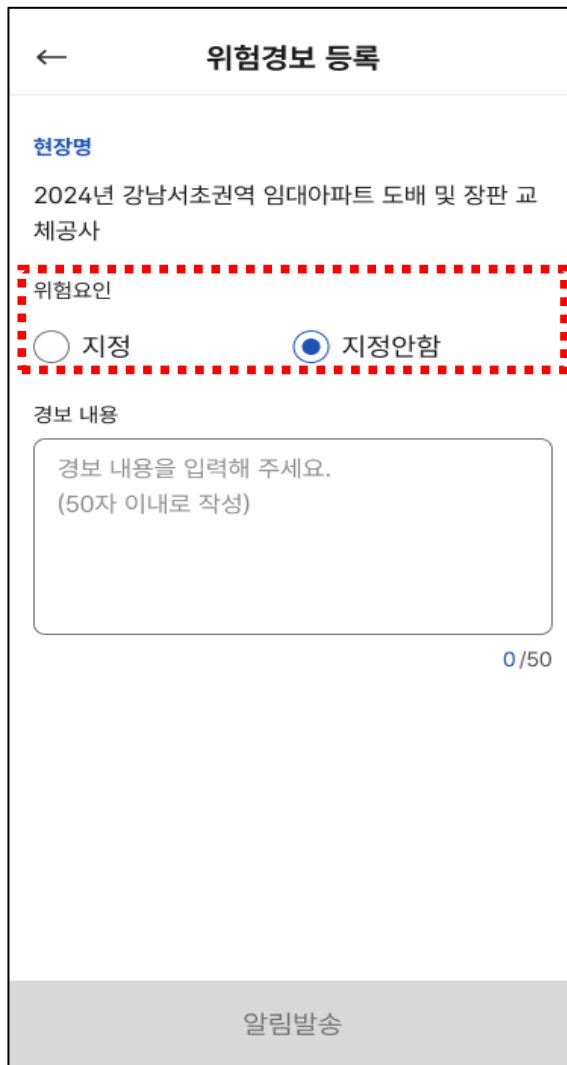 위험경보 등록
현장명
2024년 강남서초권역 임대아파트 도배 및 장판 교
체공사
위험요인
지정 지정안함
경보 내용
경보 내용을 입력해 주세요.
(50자 이내로 작성)
0/50
알림발송